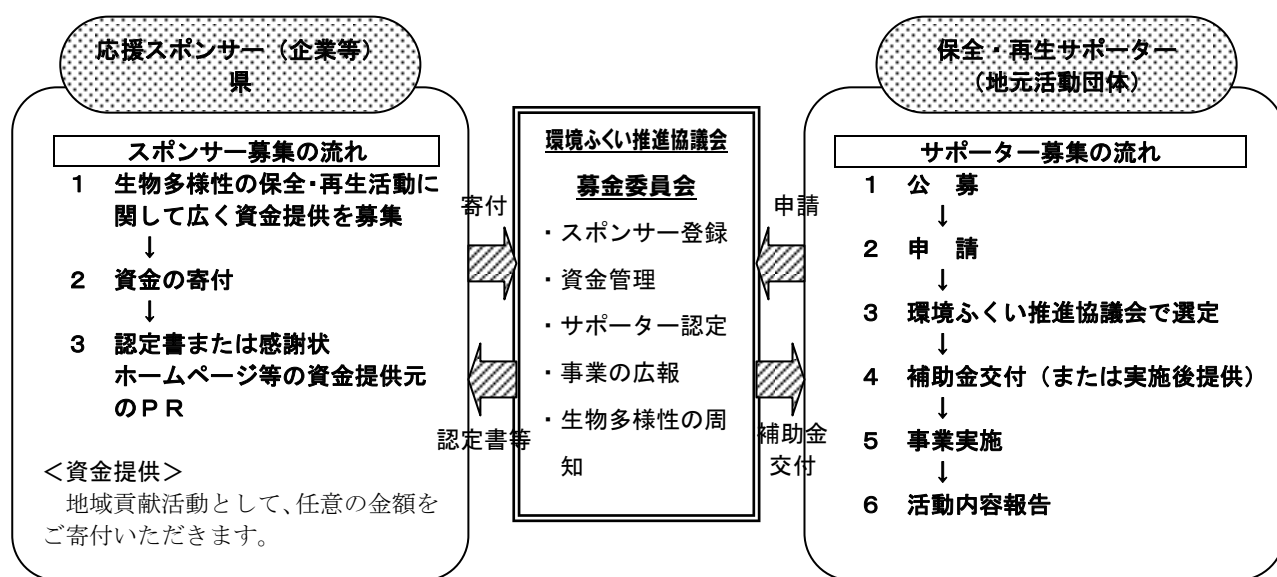 応援スポンサー（企業等）
県
スポンサー募集の流れ
１　生物多様性の保全・再生活動に
関して広く資金提供を募集
↓
２　資金の寄付
↓
３　認定書または感謝状
ホームページ等の資金提供元
のＰＲ
＜資金提供＞
地域貢献活動として、任意の金額を
ご寄付いただきます。
寄付
認定書等
環境ふくい推進協議会
募金委員会
・スポンサー登録
・資金管理
・サポーター認定
・事業の広報
・生物多様性の周
知
申請
補助金
交付
保全・再生サポーター
（地元活動団体）
サポーター募集の流れ
１　公　募
↓
２　申　請
↓
３　環境ふくい推進協議会で選定
↓
４　補助金交付（または実施後提供）
↓
５　事業実施
↓
６　活動内容報告